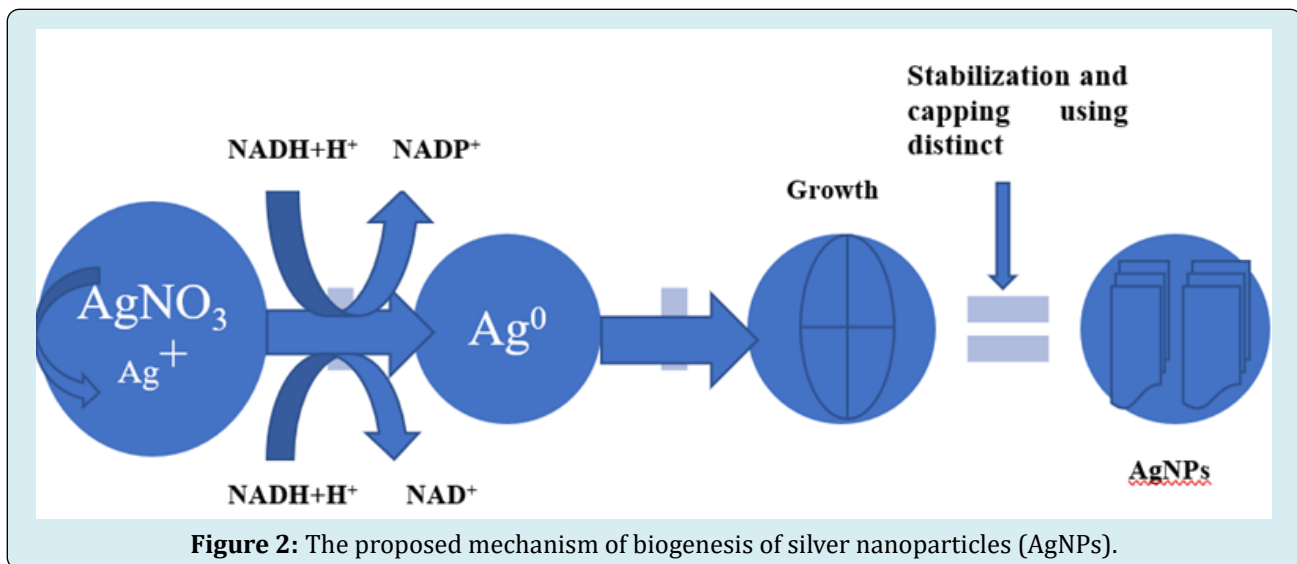 Stabilization and
capping using
distinct
NADH+H⁺ NADP⁺
Growth
AgNO₃
Ag⁺
Ag⁰
NADH+H⁺ NAD⁺
AgNPs
Figure 2: The proposed mechanism of biogenesis of silver nanoparticles (AgNPs).